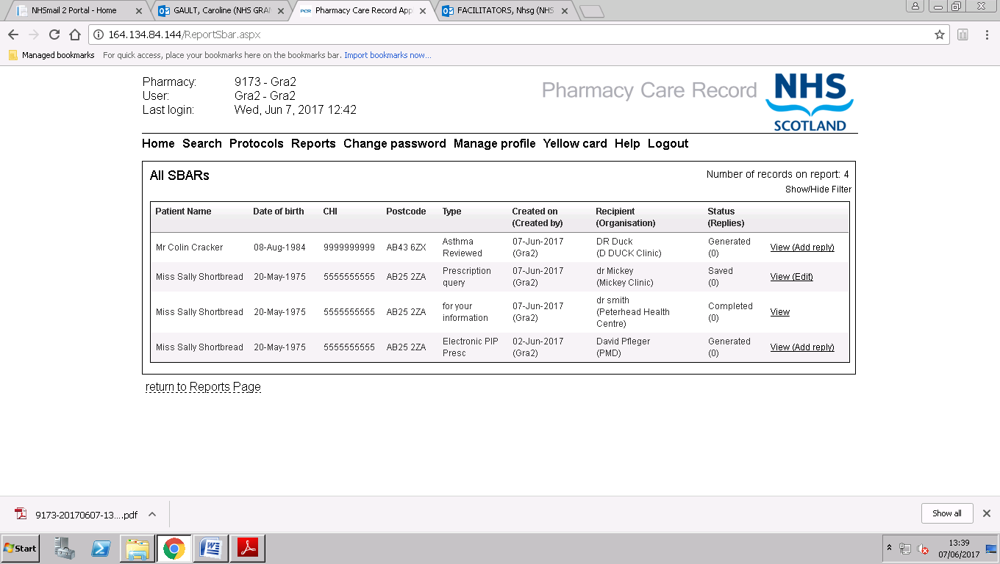 NHSmail 2 Portal - Home
GAULT, Caroline (NHS GRAN
Pharmacy Care Record App
FACILITATORS, Nhsg (NHS
164.134.84.144/ReportSbar.aspx
Managed bookmarks For quick access, place your bookmarks here on the bookmarks bar. Import bookmarks now...
Pharmacy: 9173 - Gra2
User: Gra2 - Gra2
Last login: Wed, Jun 7, 2017 12:42
Pharmacy Care Record
NHS
SCOTLAND
Home Search Protocols Reports Change password Manage profile Yellow card Help Logout
All SBARs
Number of records on report: 4
Show/Hide Filter
Patient Name Date of birth CHI Postcode Type Created on Recipient Status
(Created by) (Organisation) (Replies)
Asthma 07-Jun-2017 DR Duck Generated
Mr Colin Cracker 08-Aug-1984 9999999999 AB43 6ZX View (Add reply)
Reviewed (Gra2) (D DUCK Clinic) (0)
Prescription 07-Jun-2017 dr Mickey Saved
Miss Sally Shortbread 20-May-1975 5555555555 AB25 2ZA View (Edit)
query (Gra2) (Mickey Clinic) (0)
dr smith
for your 07-Jun-2017 (Peterhead Health Completed
Miss Sally Shortbread 20-May-1975 5555555555 AB25 2ZA View
information (Gra2) Centre) (0)
Electronic PIP 02-Jun-2017 David Pfleger Generated
Miss Sally Shortbread 20-May-1975 5555555555 AB25 2ZA View (Add reply)
Presc (Gra2) (PMD) (0)
return to Reports Page
9173-20170607-13....pdf
Show all
Start
13:39
07/06/2017